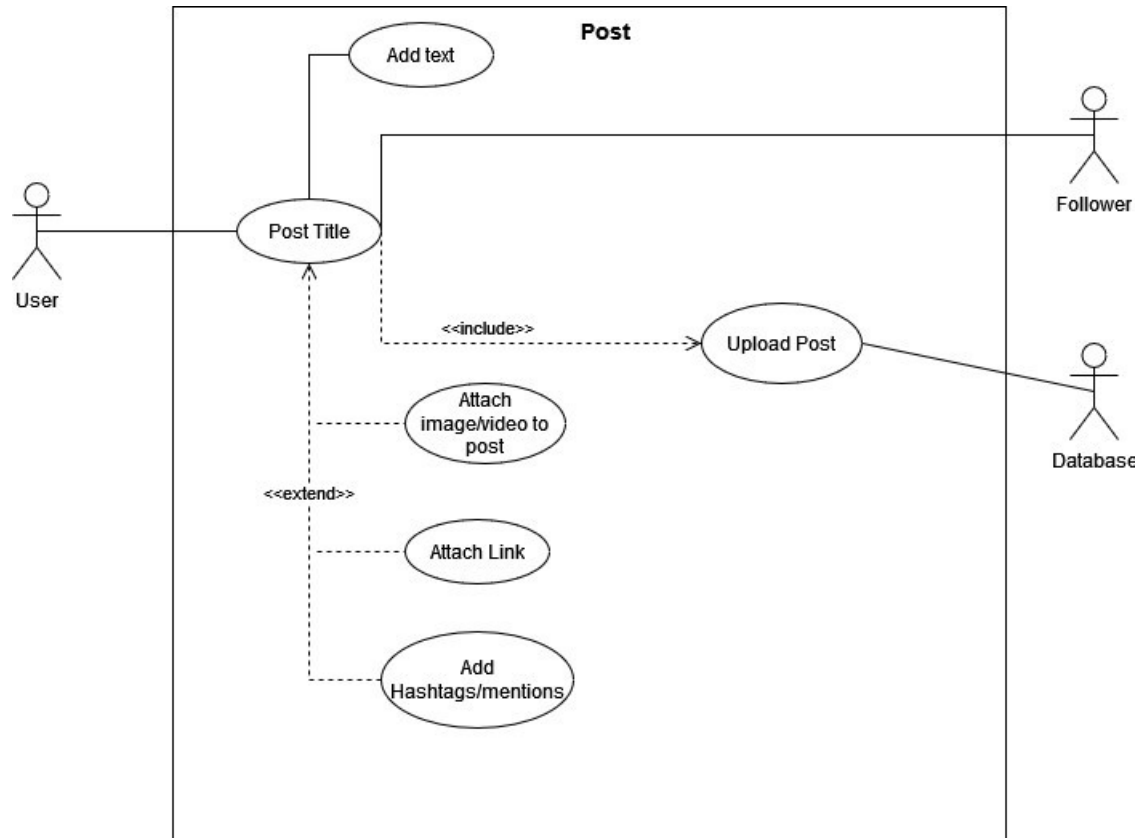 Post
Add text
Follower
Post Title
User
<<include>>
Upload Post
Attach
image/video to
post
Database
<<extend>>
Attach Link
Add
Hashtags/mentions